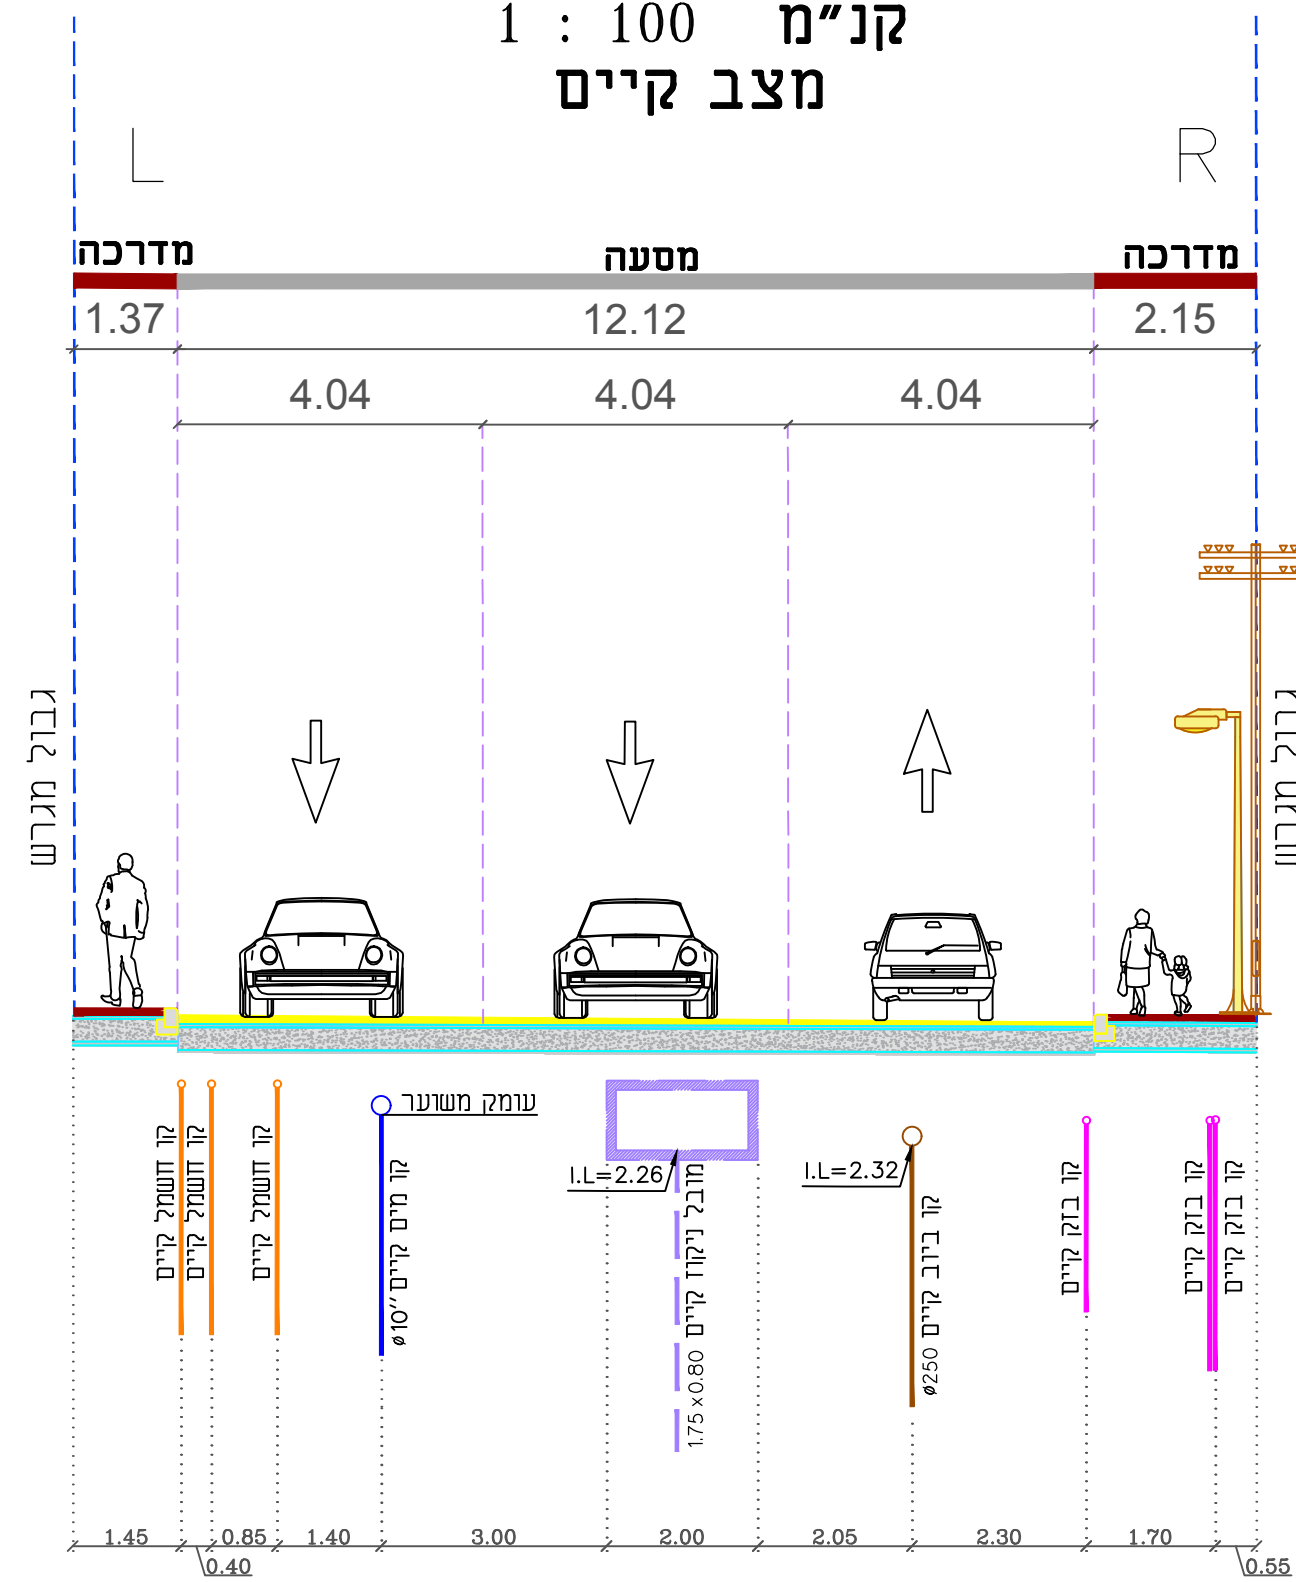 קנ"מ 100 : 1
מצב קיים
L
R
מדרכה
מסעה
מדרכה
1.37
12.12
2.15
4.04
4.04
4.04
גבול מגרש
גבול מגרש
עומק משוער
I.L=2.26
I.L=2.32
קו חשמל קיים
קו חשמל קיים
קו חשמל קיים
קו מים קיים "10ø
מובל ניקוז קיים 1.75x0.80
קו ביוב קיים ø250
קו בזק קיים
קו בזק קיים
קו בזק קיים
1.45
0.40
0.85
1.40
3.00
2.00
2.05
2.30
1.70
0.55